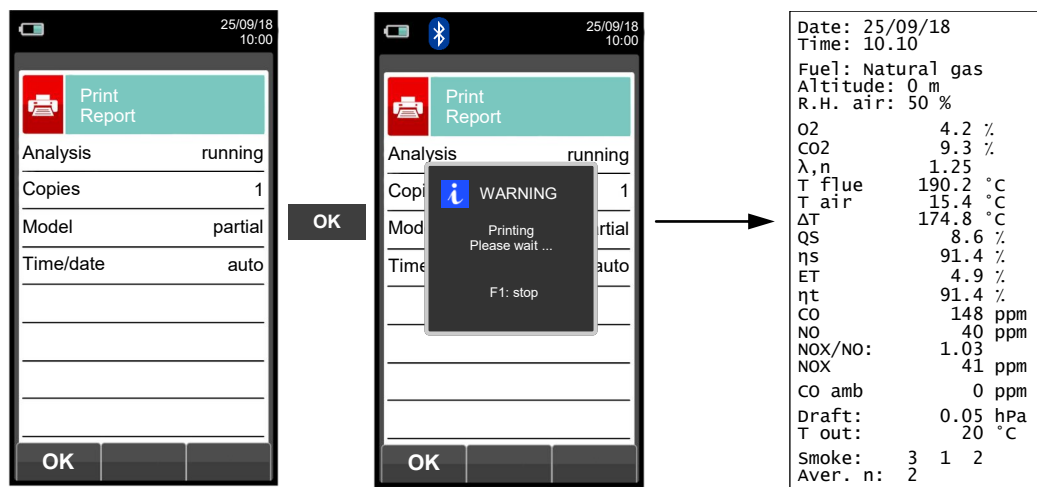 25/09/18
10:00
Print
Report
Analysis running
Copies 1
Model partial
Time/date auto
OK
OK
25/09/18
10:00
Print
Report
Analysis running
Copi 1
Mod rtial
Time auto
i WARNING
Printing
Please wait ...
F1: stop
OK
Date: 25/09/18
Time: 10.10
Fuel: Natural gas
Altitude: 0 m
R.H. air: 50 %
O2 4.2 %
CO2 9.3 %
λ,n 1.25
T flue 190.2 °C
T air 15.4 °C
ΔT 174.8 °C
QS 8.6 %
ηs 91.4 %
ET 4.9 %
ηt 91.4 %
CO 148 ppm
NO 40 ppm
NOX/NO: 1.03
NOX 41 ppm
CO amb 0 ppm
Draft: 0.05 hPa
T out: 20 °C
Smoke: 3 1 2
Aver. n: 2